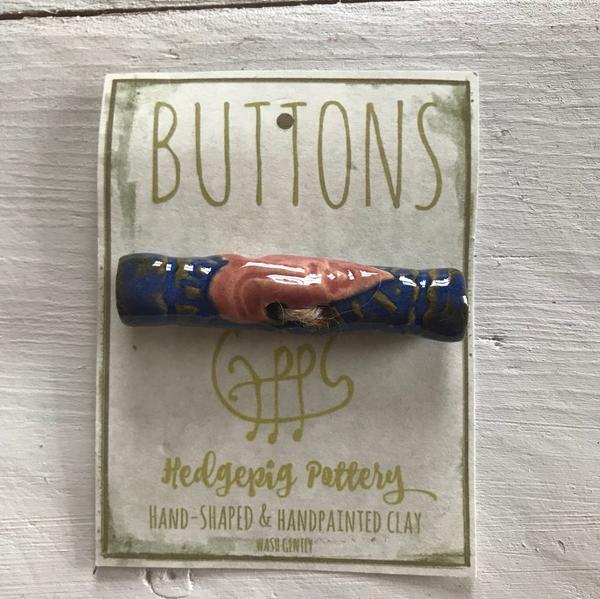 BUTTONS
Hedgepig Pottery
HAND-SHAPED & HANDPAINTED CLAY
WASH GENTLY